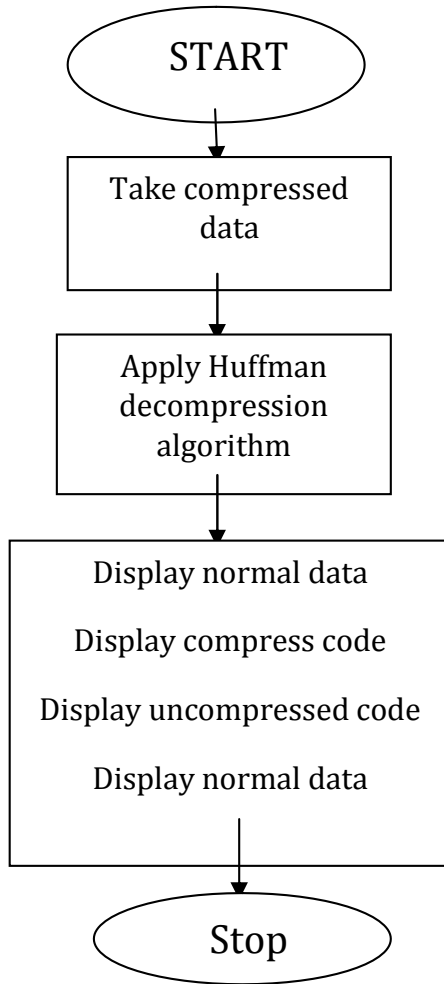 START
Take compressed
data
Apply Huffman
decompression
algorithm
Display normal data
Display compress code
Display uncompressed code
Display normal data
Stop